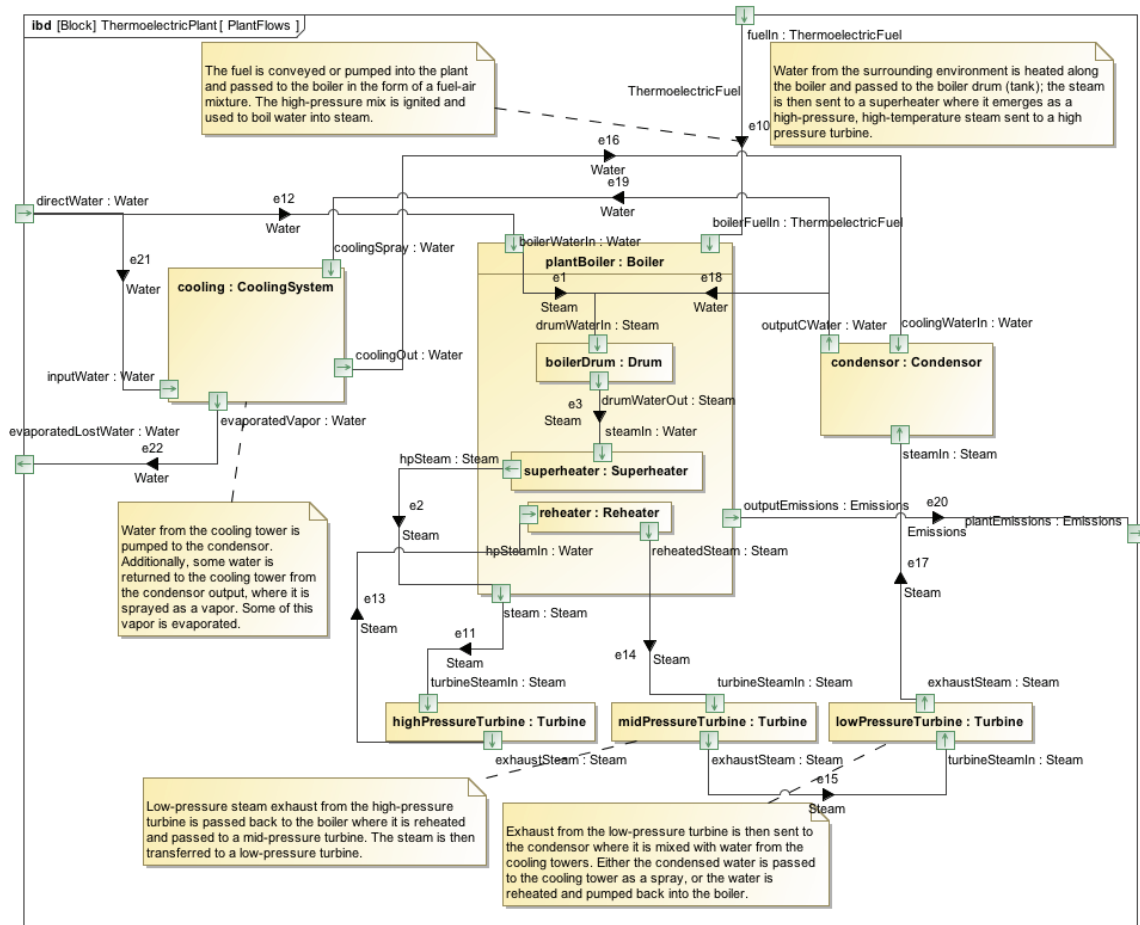 ibd [Block] ThermoelectricPlant[ PlantFlows ]
fuelIn : ThermoelectricFuel
The fuel is conveyed or pumped into the plant
and passed to the boiler in the form of a fuel-air
mixture. The high-pressure mix is ignited and
used to boil water into steam.
Water from the surrounding environment is heated along
the boiler and passed to the boiler drum (tank); the steam
is then sent to a superheater where it emerges as a
high-pressure, high-temperature steam sent to a high
pressure turbine.
ThermoelectricFuel
e10
e16
Water
e19
Water
directWater : Water
e12
Water
boilerFuelIn : ThermoelectricFuel
boilerWaterIn : Water
coolingSpray : Water
e21
Water
plantBoiler : Boiler
cooling : CoolingSystem
e1
Steam
e18
Water
drumWaterIn : Steam
outputCWater : Water
coolingWaterIn : Water
coolingOut : Water
boilerDrum : Drum
condensor : Condensor
inputWater : Water
e3
Steam
drumWaterOut : Steam
evaporatedVapor : Water
evaporatedLostWater : Water
steamIn : Water
e22
Water
hpSteam : Steam
steamIn : Steam
superheater : Superheater
e2
Steam
reheater : Reheater
outputEmissions : Emissions
e20
Emissions
plantEmissions : Emissions
Water from the cooling tower is
pumped to the condensor.
Additionally, some water is
returned to the cooling tower from
the condensor output, where it is
sprayed as a vapor. Some of this
vapor is evaporated.
hpSteamIn : Water
reheatedSteam : Steam
e17
Steam
e13
Steam
steam : Steam
e11
Steam
e14
Steam
turbineSteamIn : Steam
turbineSteamIn : Steam
exhaustSteam : Steam
highPressureTurbine : Turbine
midPressureTurbine : Turbine
lowPressureTurbine : Turbine
exhaustSteam : Steam
exhaustSteam : Steam
turbineSteamIn : Steam
e15
Steam
Low-pressure steam exhaust from the high-pressure
turbine is passed back to the boiler where it is reheated
and passed to a mid-pressure turbine. The steam is then
transferred to a low-pressure turbine.
Exhaust from the low-pressure turbine is then sent to
the condensor where it is mixed with water from the
cooling towers. Either the condensed water is passed
to the cooling tower as a spray, or the water is
reheated and pumped back into the boiler.